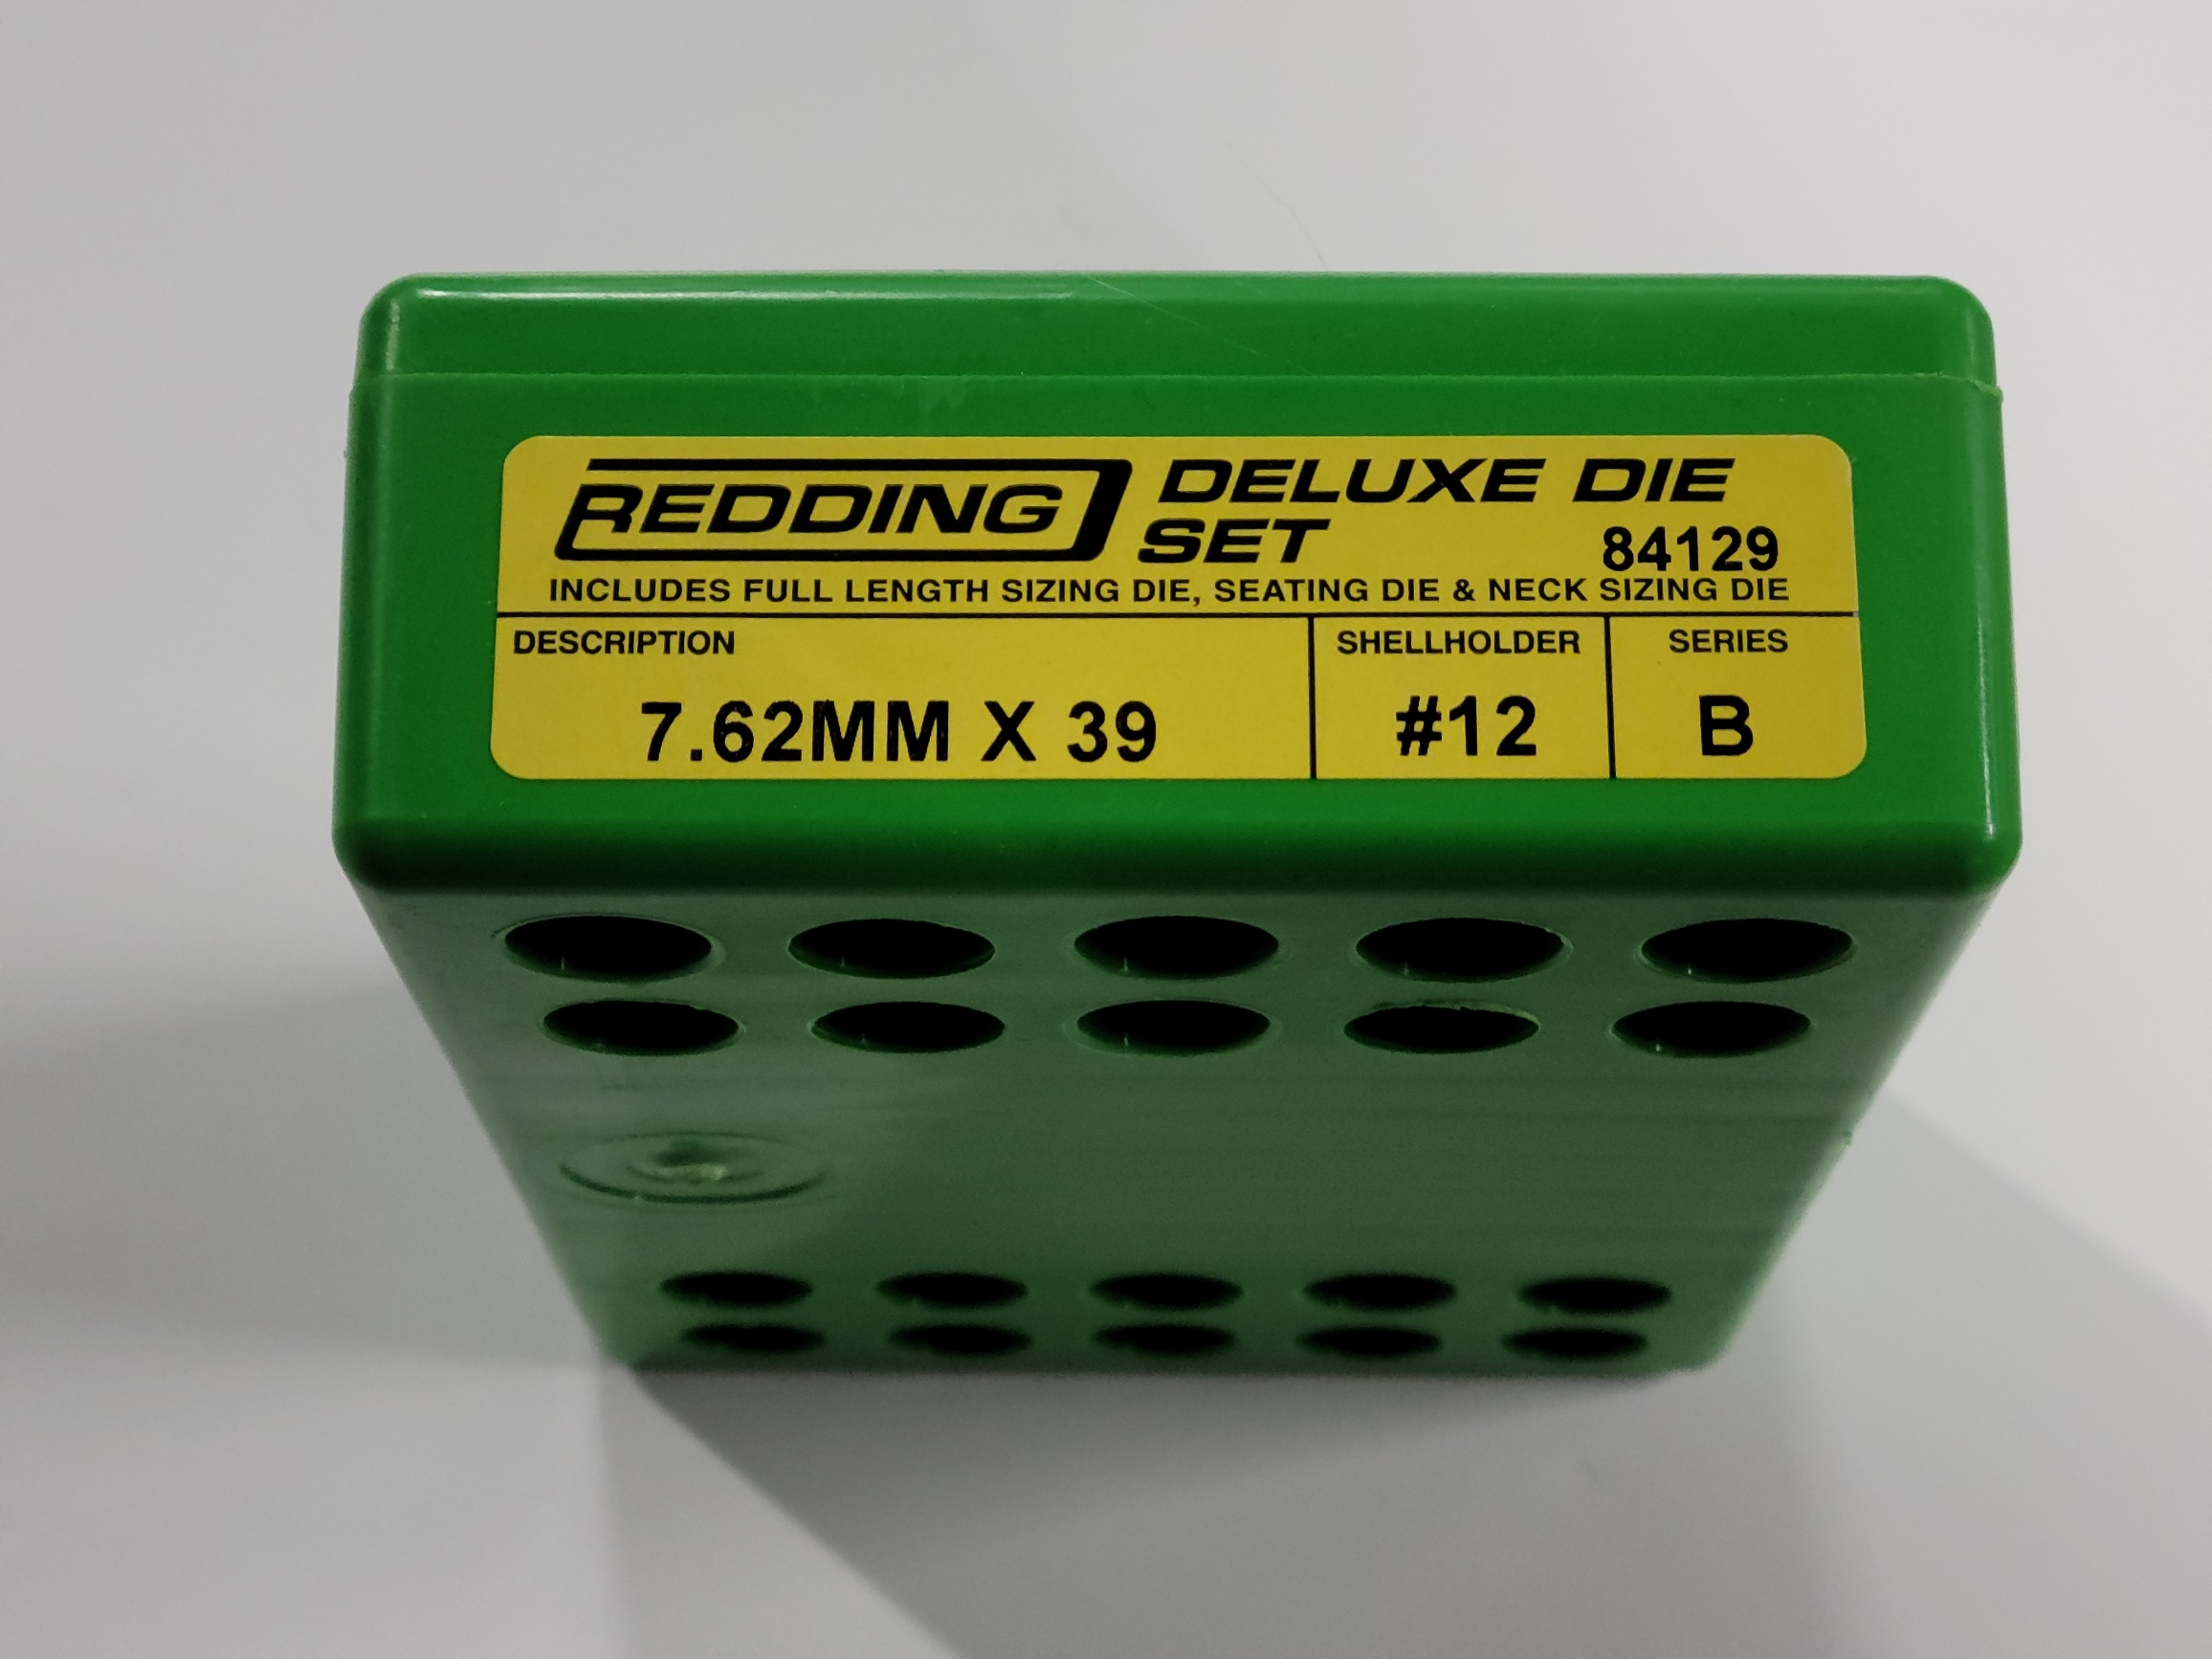 REDDING DELUXE DIE
SET 84129
INCLUDES FULL LENGTH SIZING DIE, SEATING DIE & NECK SIZING DIE
DESCRIPTION SHELLHOLDER SERIES
7.62MM X 39 #12 B